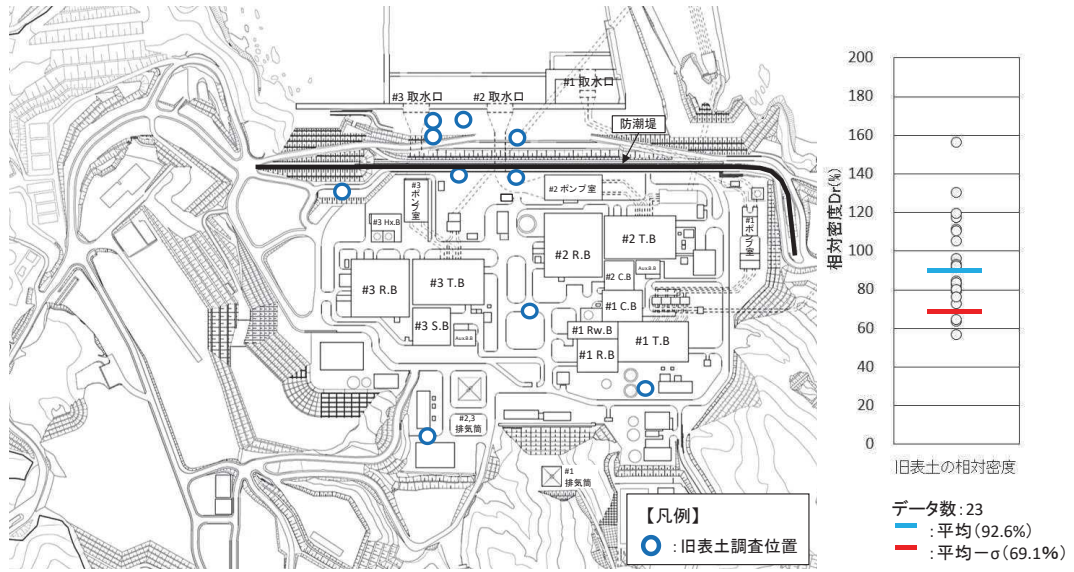 #1 取水口
#3 取水口
#2 取水口
防潮堤
#3
ポンプ室
#2 ポンプ室
#1
ポンプ室
#3 Hx.B
#2 T.B
#2 R.B
#2 C.B
Aux.B.B
#3 R.B
#3 T.B
#1 C.B
#3 S.B
Aux.B.B
#1 Rw.B
#1 T.B
#1 R.B
#2,3
排気筒
#1
排気筒
【凡例】
:旧表土調査位置
相対密度Dr(%)
200
180
160
140
120
100
80
60
40
20
0
旧表土の相対密度
データ数:23
:平均(92.6%)
:平均-σ(69.1%)